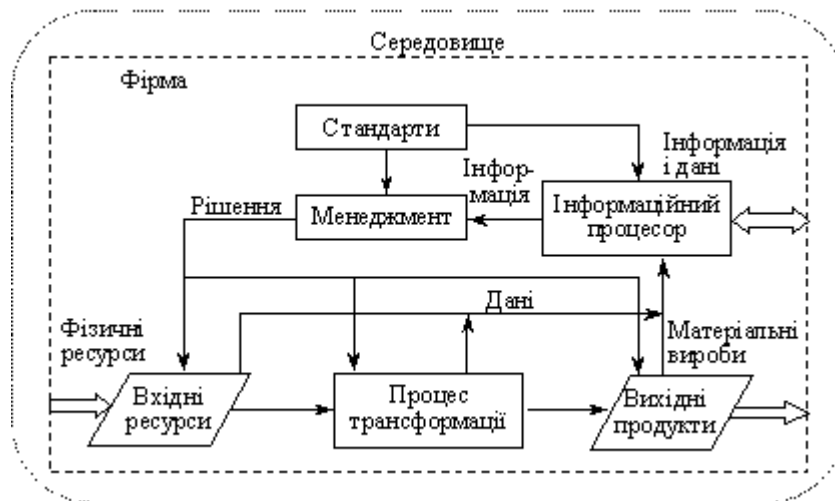 Середовище
Фірма
Стандарти
Інформація
і дані
Інфор-
мація
Рішення
Менеджмент
Інформаційний
процесор
Дані
Фізичні
ресурси
Матеріальні
вироби
Вхідні
ресурси
Процес
трансформації
Вихідні
продукти